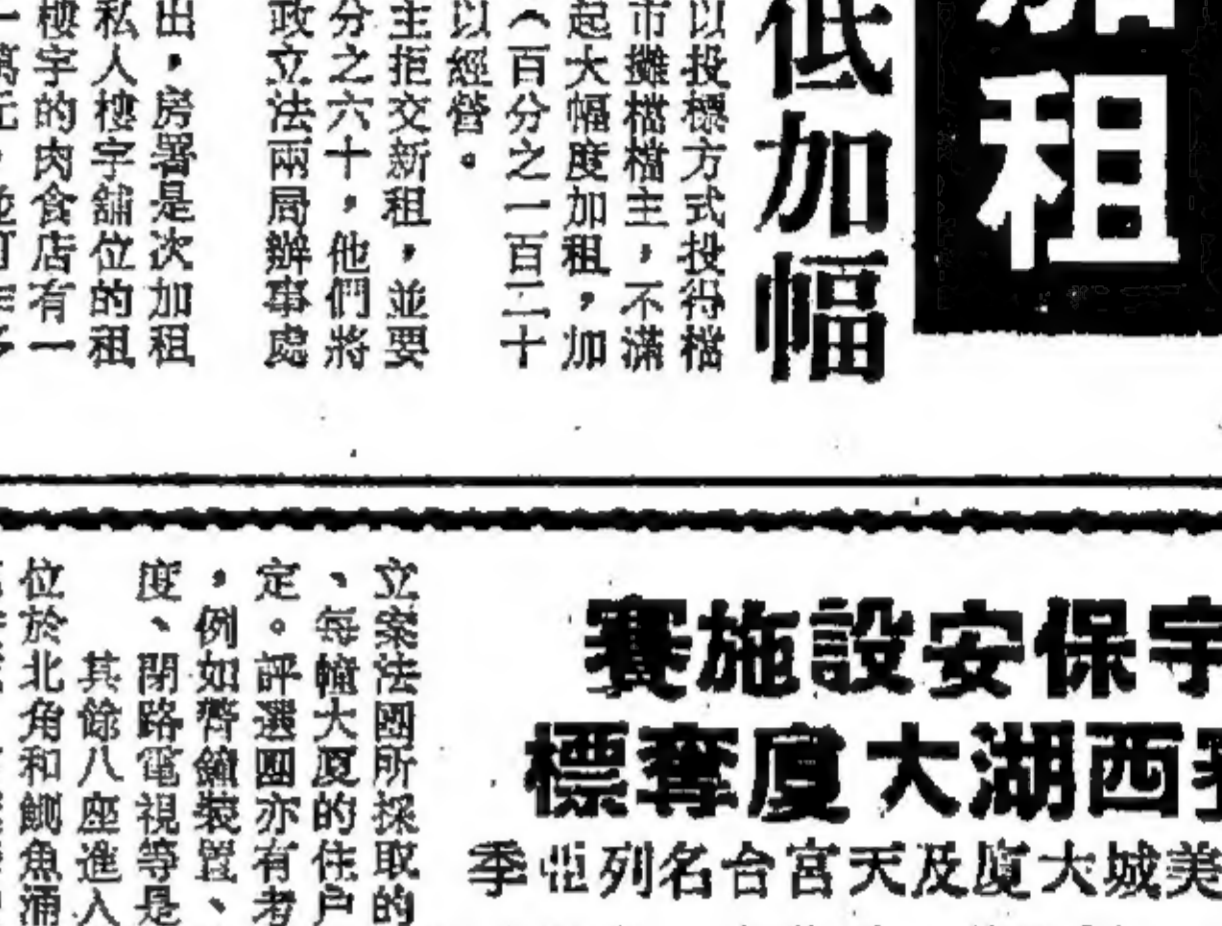 租
低加幅
以投標方式投得檔
市攤檔檔主，不滿
起大幅度加租，加
（百分之一百二十
以經營。
主拒交新租，並要
分之六十，他們將
政立法兩局辦事處
出，房署是次加租
私人樓宇舖位的租
樓宇的肉食店有一
宇保安設施賽
西湖大廈奪標
美城大廈及天宮台名列亞季
立案法團所採取的
、每幢大厦的住戶
定。評選團亦有考
，例如警鐘裝置、
度、閉路電視等是
其餘八座進入
位於北角和鰂魚涌